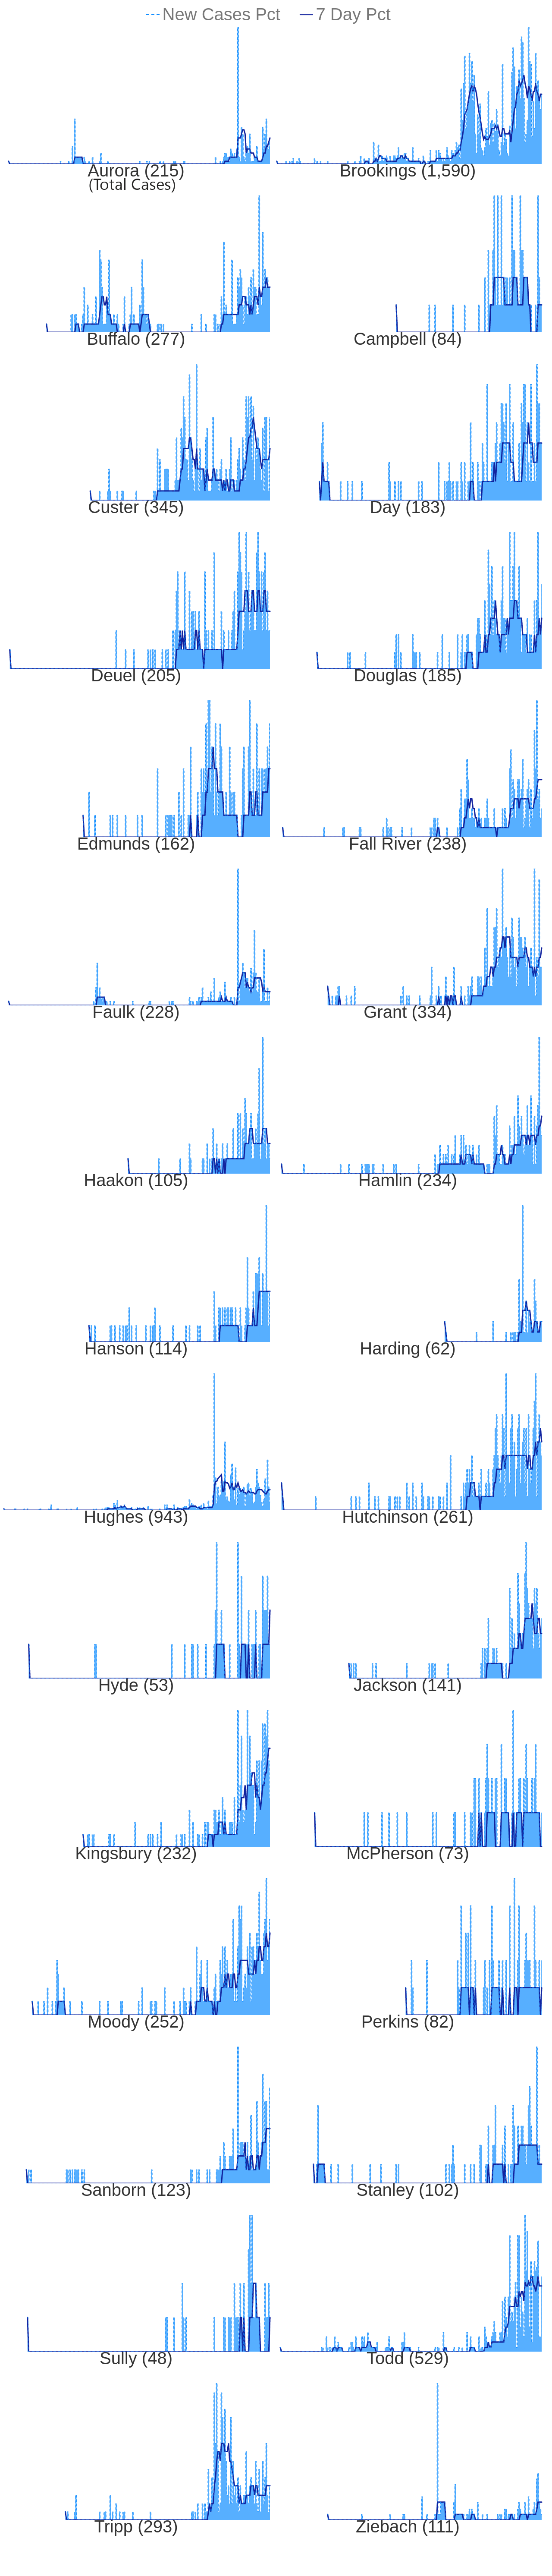 New Cases Pct 7 Day Pct
Aurora (215) Brookings (1,590)
(Total Cases)
Buffalo (277) Campbell (84)
Custer (345) Day (183)
Deuel (205) Douglas (185)
Edmunds (162) Fall River (238)
Faulk (228) Grant (334)
Haakon (105) Hamlin (234)
Hanson (114) Harding (62)
Hughes (943) Hutchinson (261)
Hyde (53) Jackson (141)
Kingsbury (232) McPherson (73)
Moody (252) Perkins (82)
Sanborn (123) Stanley (102)
Sully (48) Todd (529)
Tripp (293) Ziebach (111)